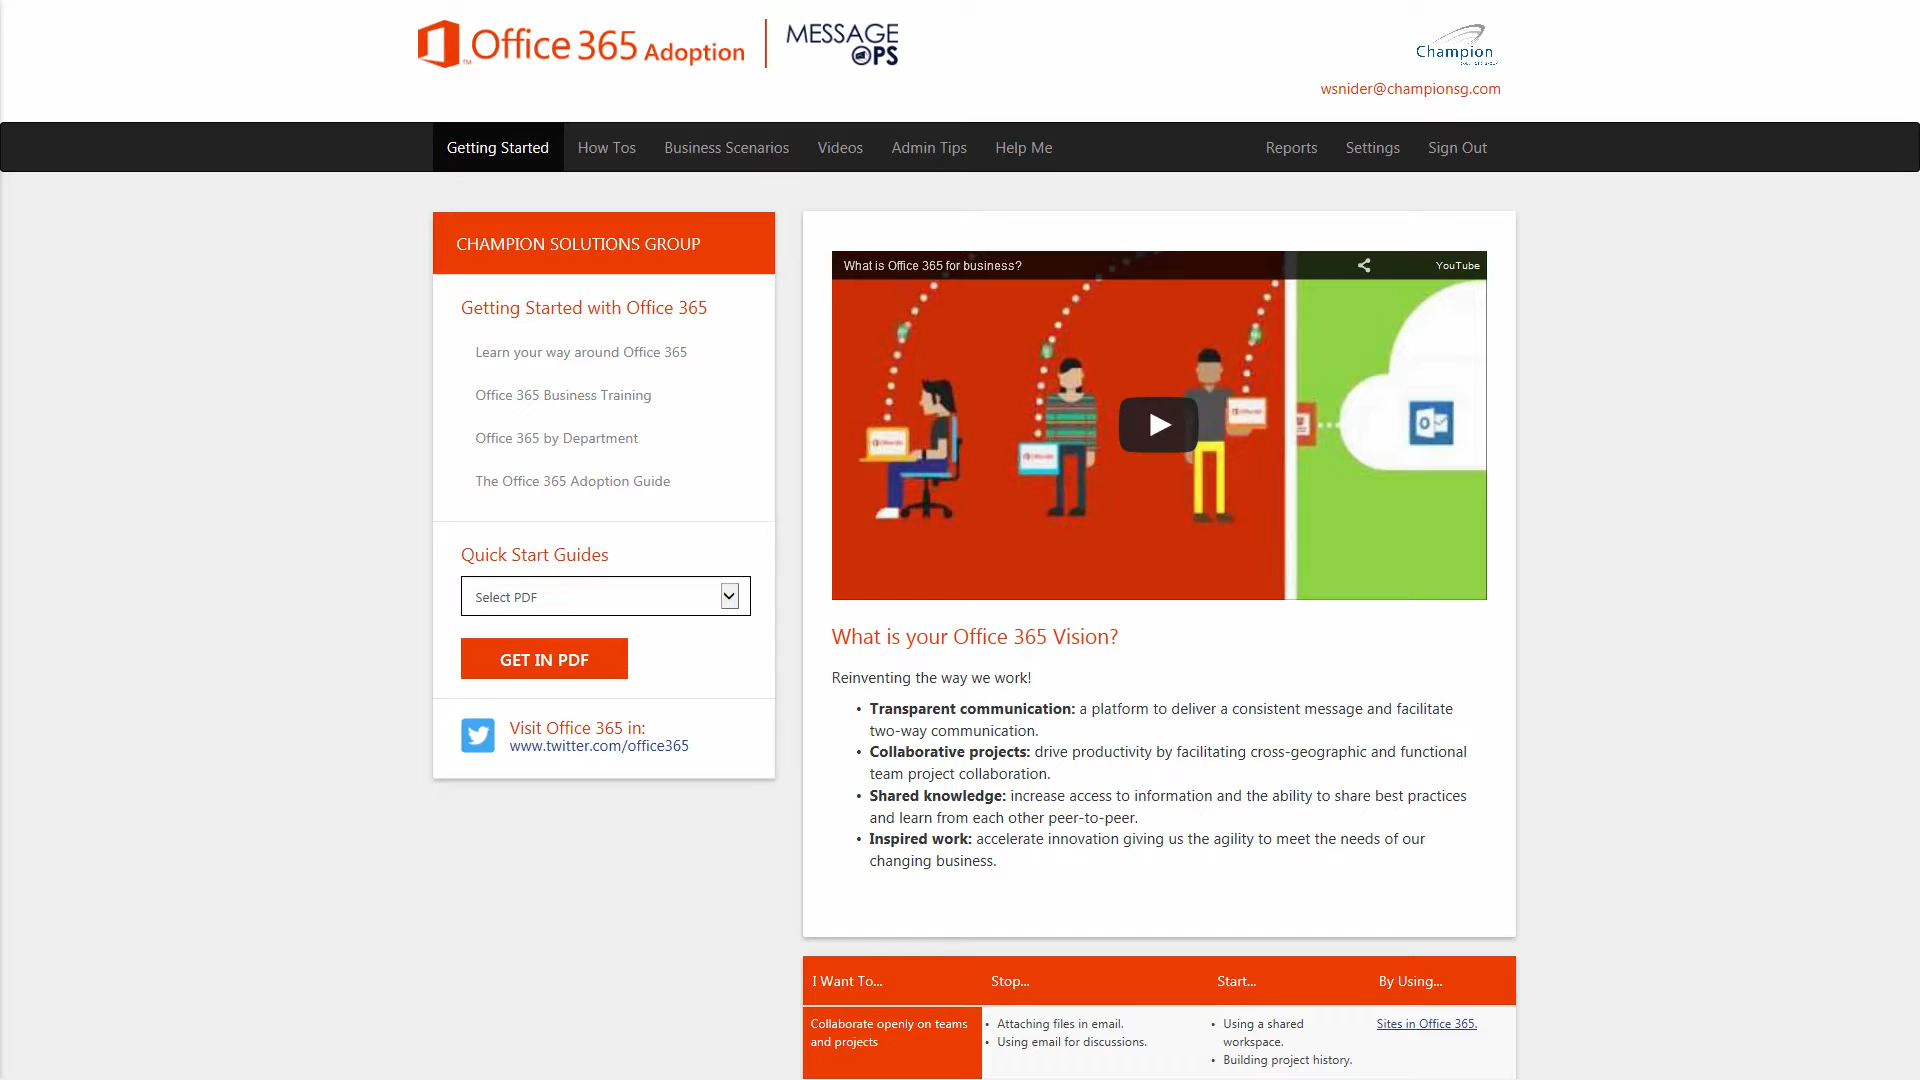 Office 365 Adoption
MESSAGE
OPS
Champion
wsnider@championsg.com
Getting Started
How Tos
Business Scenarios
Videos
Admin Tips
Help Me
Reports
Settings
Sign Out
CHAMPION SOLUTIONS GROUP
Getting Started with Office 365
Learn your way around Office 365
Office 365 Business Training
Office 365 by Department
The Office 365 Adoption Guide
Quick Start Guides
Select PDF
GET IN PDF
Visit Office 365 in:
www.twitter.com/office365
What is Office 365 for business?
YouTube
What is your Office 365 Vision?
Reinventing the way we work!
• Transparent communication: a platform to deliver a consistent message and facilitate
two-way communication.
• Collaborative projects: drive productivity by facilitating cross-geographic and functional
team project collaboration.
• Shared knowledge: increase access to information and the ability to share best practices
and learn from each other peer-to-peer.
• Inspired work: accelerate innovation giving us the agility to meet the needs of our
changing business.
I Want To...
Stop...
Start...
By Using...
Collaborate openly on teams
and projects
• Attaching files in email.
• Using email for discussions.
• Using a shared
workspace.
• Building project history.
Sites in Office 365.